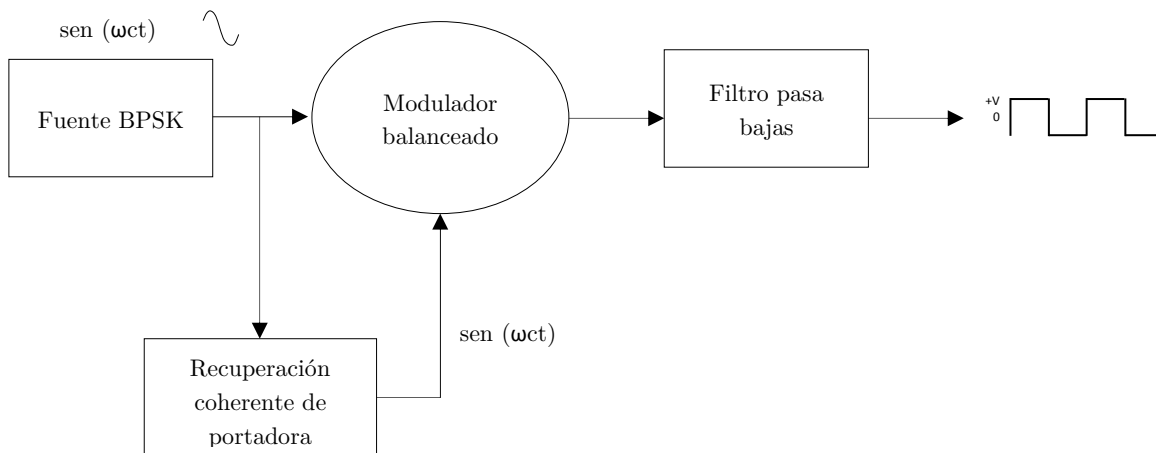 sen (ωct)
Fuente BPSK
Modulador
balanceado
Filtro pasa
bajas
+V
0
sen (ωct)
Recuperación
coherente de
portadora